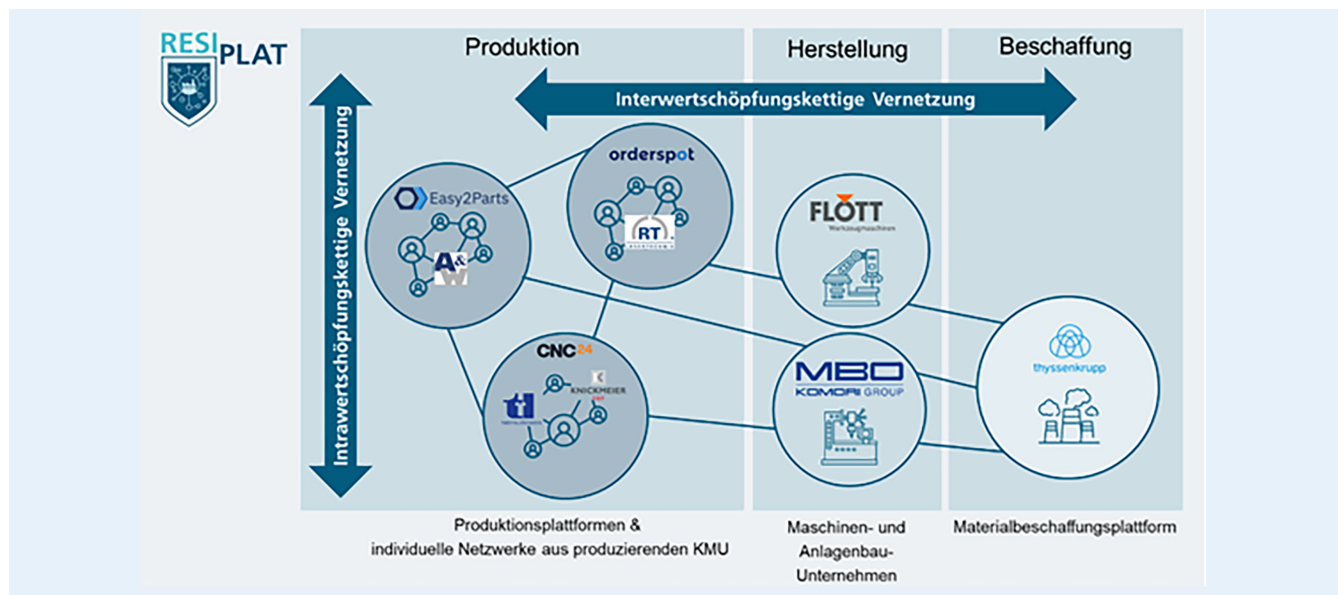 RESI
PLAT
Produktion
Herstellung
Beschaffung
Interwertschöpfungskettige Vernetzung
Intrawertschöpfungskettige Vernetzung
orderspot
RT
Easy2Parts
A&W
FLOTT
Werkzeugmaschinen
CNC24
KNICKMEIER
MBO
KOMORI GROUP
thyssenkrupp
Produktionsplattformen &
individuelle Netzwerke aus produzierenden KMU
Maschinen- und
Anlagenbau-
Unternehmen
Materialbeschaffungsplattform